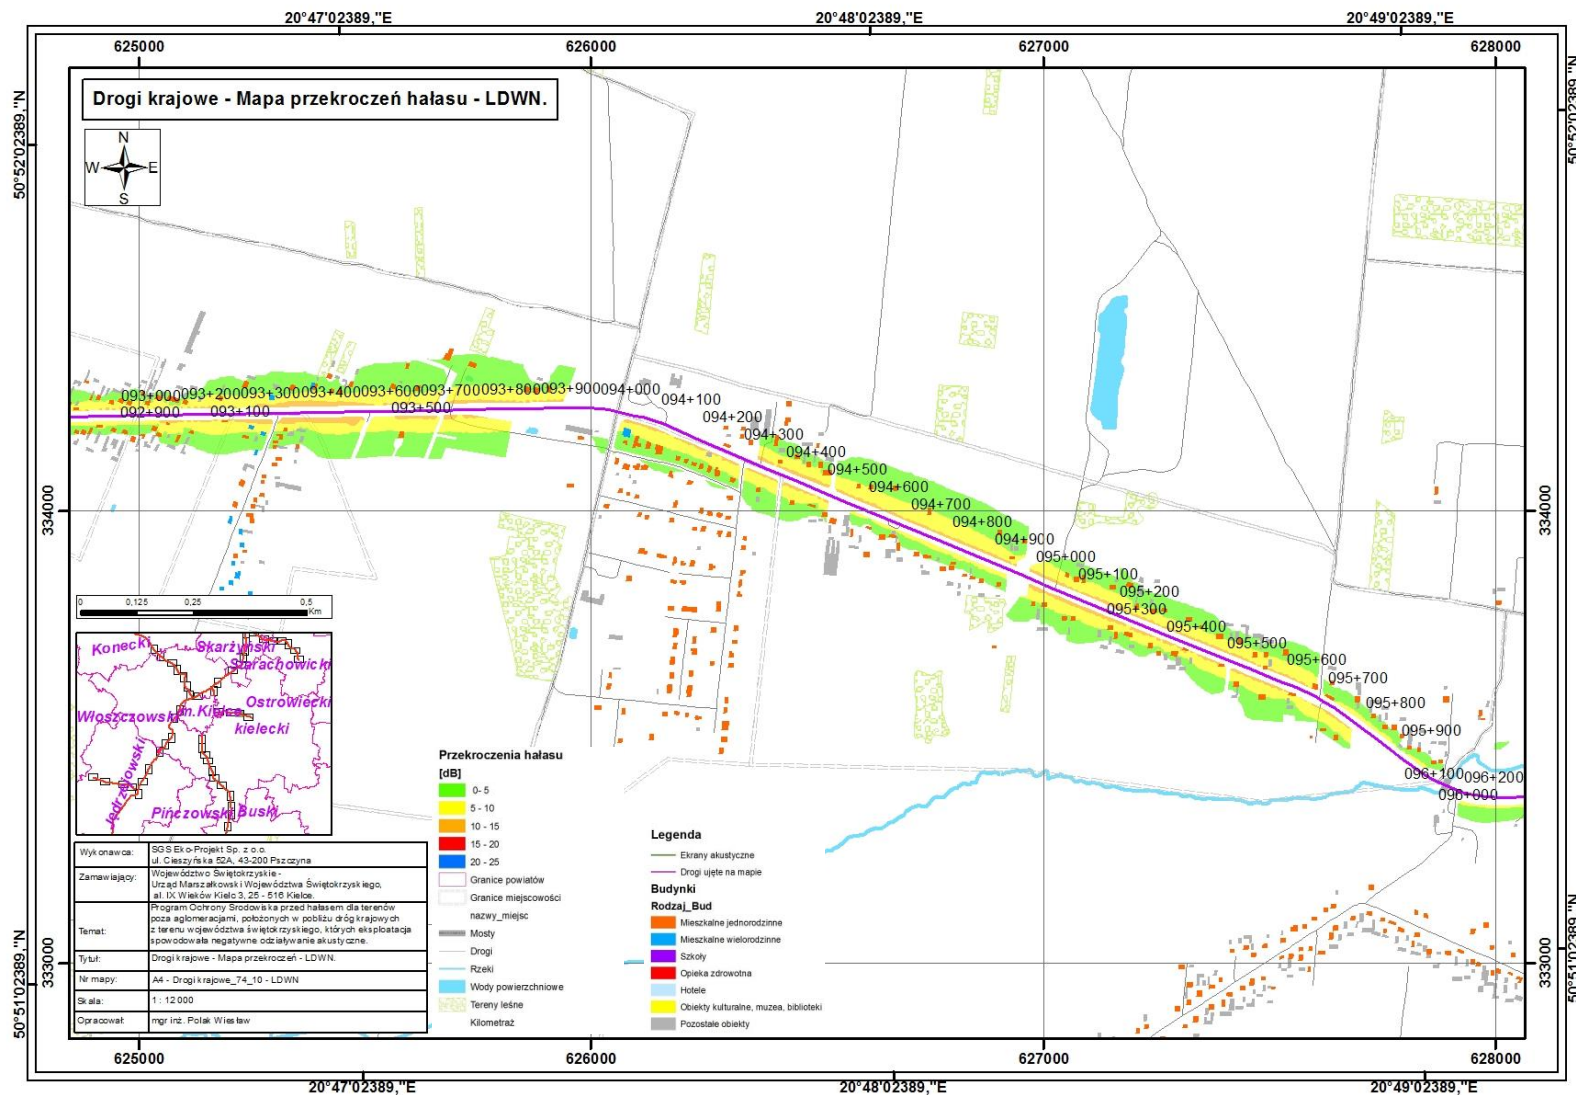 20°47'02389,"E 20°48'02389,"E 20°49'02389,"E
625000 626000 627000 628000
50°52'02389,"N
50°52'02389,"N
Drogi krajowe - Mapa przekroczeń hałasu - LDWN.
N
W E
S
093+000 093+200 093+300 093+400 093+600 093+700 093+800 093+900 094+000
092+900 093+100 093+500
094+100
094+200
094+300
094+400
094+500
094+600
094+700
094+800
094+900
095+000
095+100
095+200
095+300
095+400
095+500
095+600
095+700
095+800
095+900
096+100 096+200
096+000
334000
334000
0 0,125 0,25 0,5
Km
Konecki
Skarżyński
Starachowicki
Ostrowiecki
Włoszczowski
m.Kielce
kielecki
Jędrzejowski
Pińczowski
Buski
Wykonawca: SGS Eko-Projekt Sp. z o.o.
ul. Cieszyńska 52A, 43-200 Pszczyna
Zamawiający: Województwo Świętokrzyskie -
Urząd Marszałkowski Województwa Świętokrzyskiego,
al. IX Wieków Kielc 3, 25 - 516 Kielce.
Temat: Program Ochrony Środowiska przed hałasem dla terenów
poza aglomeracjami, położonych w pobliżu dróg krajowych
z terenu województwa świętokrzyskiego, których eksploatacja
spowodowała negatywne odziaływanie akustyczne.
Tytuł: Drogi krajowe - Mapa przekroczeń - LDWN.
Nr mapy: A4 - Drogi krajowe_74_10 - LDWN
Skala: 1 : 12 000
Opracował: mgr inż. Polak Wiesław
Przekroczenia hałasu
[dB]
0- 5
5 - 10
10 - 15
15 - 20
20 - 25
Granice powiatów
Granice miejscowości
nazwy_miejsc
Mosty
Drogi
Rzeki
Wody powierzchniowe
Tereny leśne
Kilometraż
Legenda
Ekrany akustyczne
Drogi ujęte na mapie
Budynki
Rodzaj_Bud
Mieszkalne jednorodzinne
Mieszkalne wielorodzinne
Szkoły
Opieka zdrowotna
Hotele
Obiekty kulturalne, muzea, biblioteki
Pozostałe obiekty
333000
333000
50°51'02389,"N
50°51'02389,"N
625000 626000 627000 628000
20°47'02389,"E 20°48'02389,"E 20°49'02389,"E